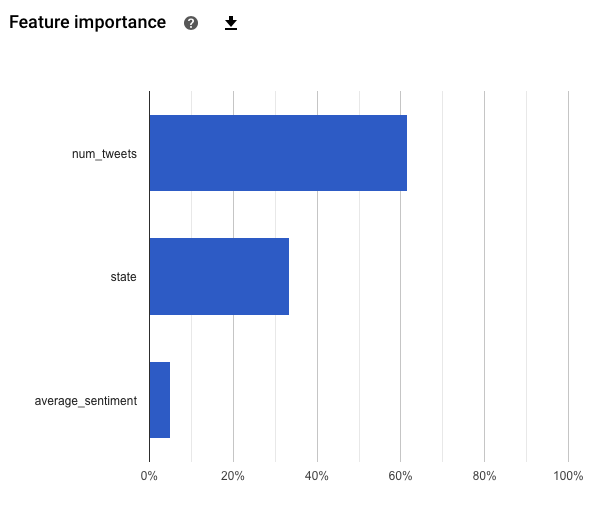 Feature importance ?
num_tweets
state
average_sentiment
0% 20% 40% 60% 80% 100%